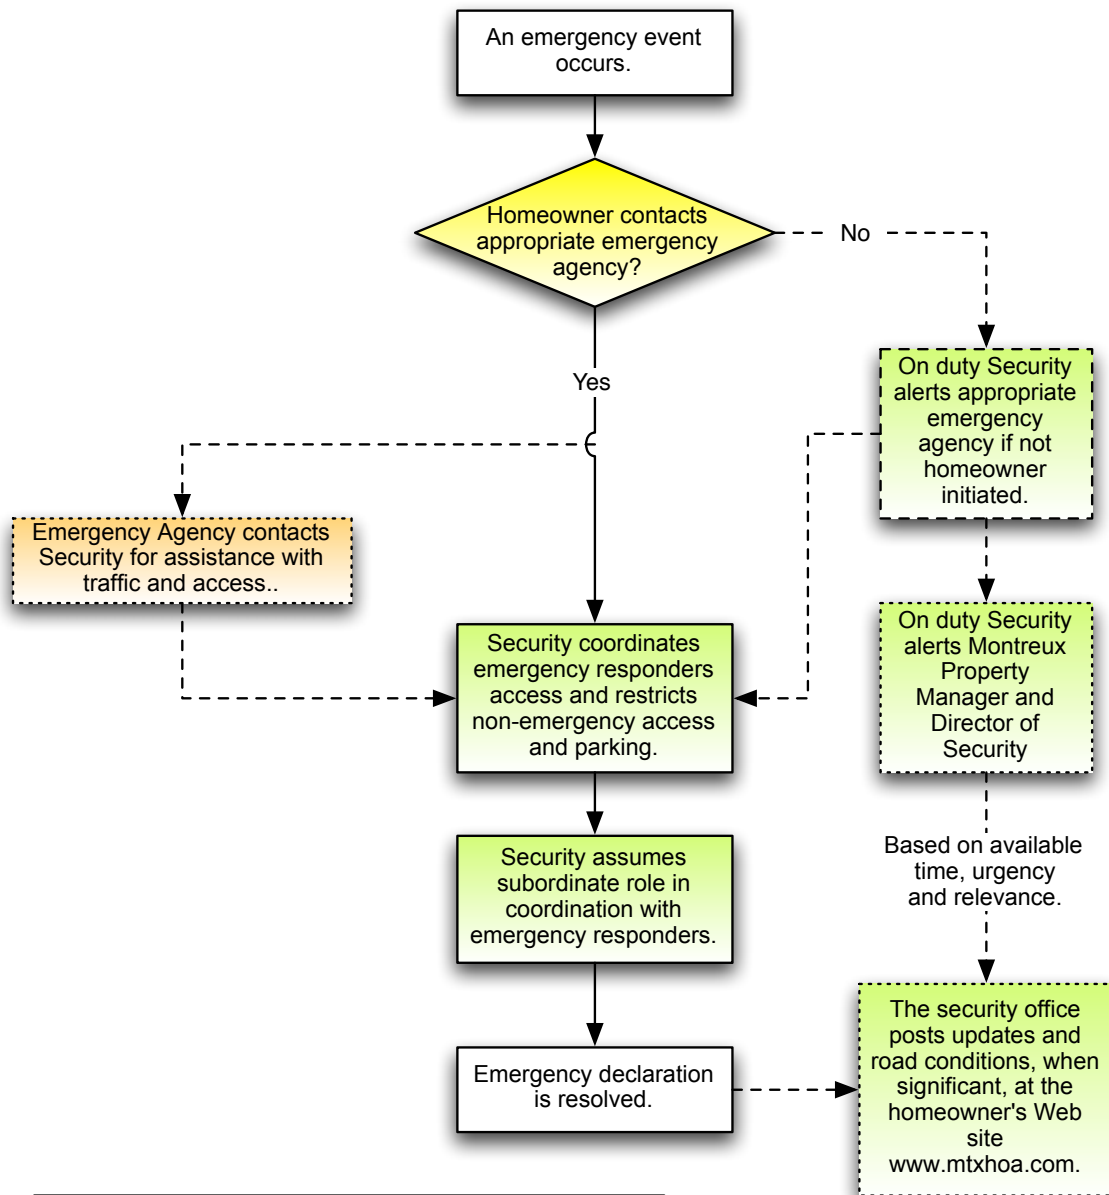 An emergency event
occurs.
Homeowner contacts
appropriate emergency
agency?
No
Yes
On duty Security
alerts appropriate
emergency
agency if not
homeowner
initiated.
Emergency Agency contacts
Security for assistance with
traffic and access..
Security coordinates
emergency responders
access and restricts
non-emergency access
and parking.
On duty Security
alerts Montreux
Property
Manager and
Director of
Security
Security assumes
subordinate role in
coordination with
emergency responders.
Based on available
time, urgency
and relevance.
Emergency declaration
is resolved.
The security office
posts updates and
road conditions, when
significant, at the
homeowner's Web
site
www.mtxhoa.com.